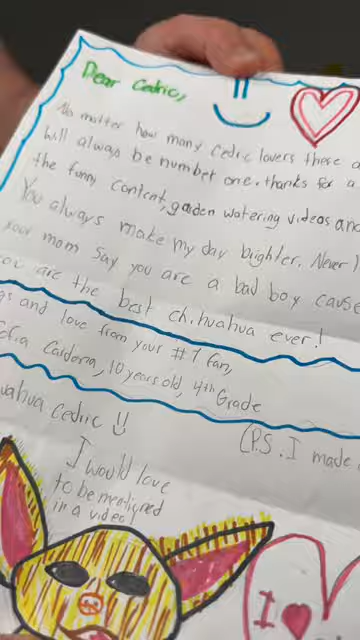 Dear Cedric,
No matter how many Cedric lovers there a
will always be number one. thanks for a
the funny content, garden watering videos and
You always make my day brighter. Never l
your mom say you are a bad boy cause
you are the best chihuahua ever!
gs and love from your #1 fan,
ofia Cardona, 10 years old, 4th Grade
(P.S. I made
uahua Cedric
I would love
to be mentioned
in a video!
I